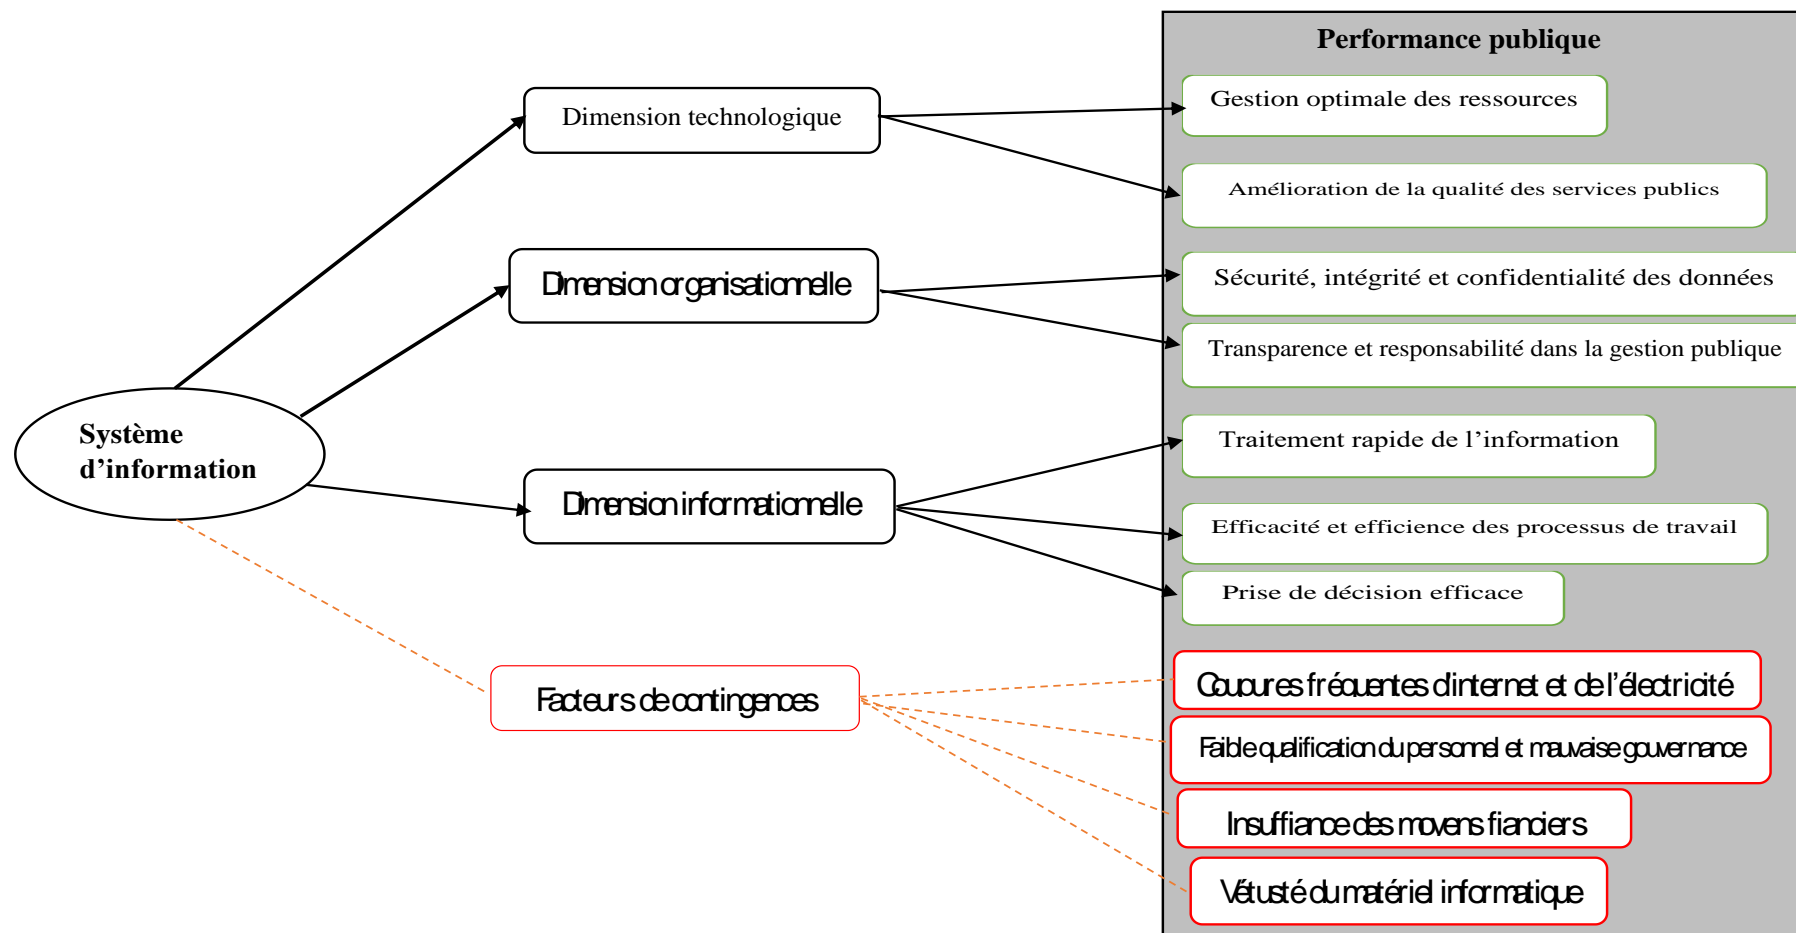 Performance publique
Dimension technologique
Gestion optimale des ressources
Amélioration de la qualité des services publics
Dimension organisationnelle
Sécurité, intégrité et confidentialité des données
Transparence et responsabilité dans la gestion publique
Système
d'information
Dimension informationnelle
Traitement rapide de l'information
Efficacité et efficience des processus de travail
Prise de décision efficace
Facteurs de contingences
Coupures fréquentes d'internet et de l'électricité
Faible qualification du personnel et mauvaise gouvernance
Insuffiance des moyens fianciers
Vétusté du matériel informatique